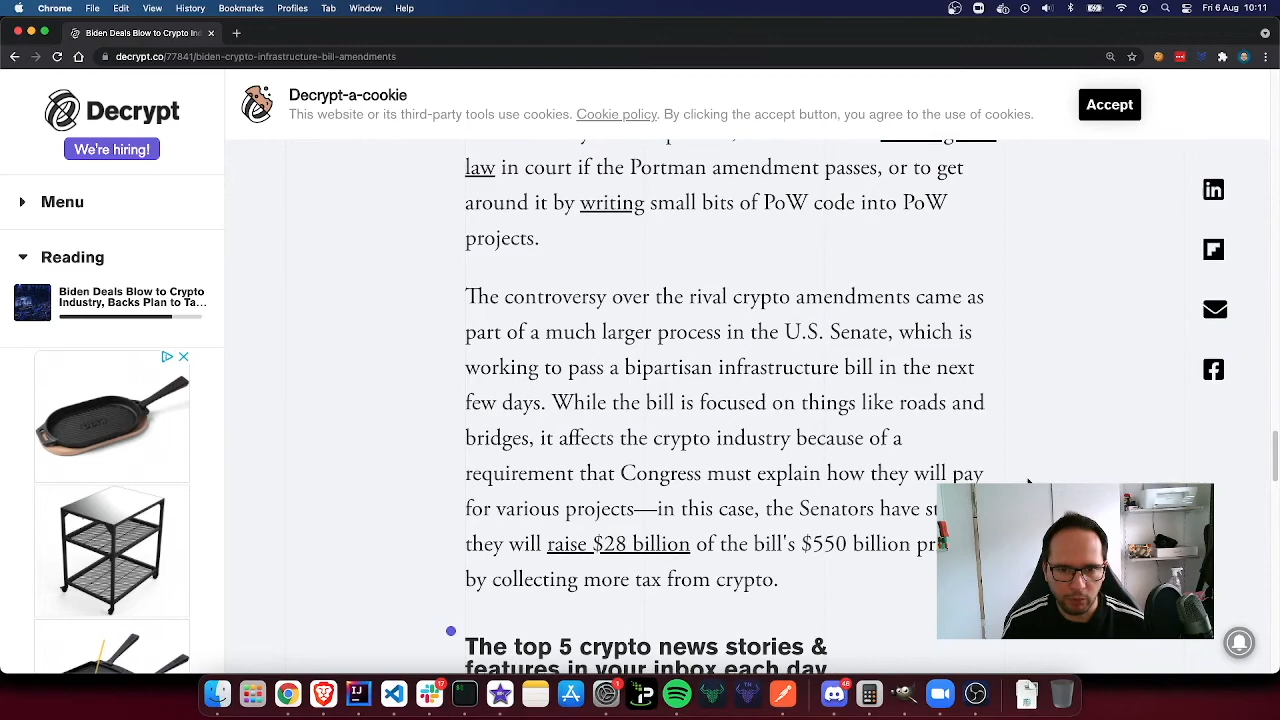 Chrome File Edit View History Bookmarks Profiles Tab Window Help Fri Aug 10:11
Biden Deals Blow to Crypto Ind
decrypt.co/77841/biden-crypto-infrastructure-bill-amendments
Decrypt
We're hiring!
Menu
Reading
Biden Deals Blow to Crypto
Industry, Backs Plan to Ta...
Decrypt-a-cookie
This website or its third-party tools use cookies. Cookie policy. By clicking the accept button, you agree to the use of cookies.
Accept
law in court if the Portman amendment passes, or to get
around it by writing small bits of PoW code into PoW
projects.
The controversy over the rival crypto amendments came as
part of a much larger process in the U.S. Senate, which is
working to pass a bipartisan infrastructure bill in the next
few days. While the bill is focused on things like roads and
bridges, it affects the crypto industry because of a
requirement that Congress must explain how they will pay
for various projects—in this case, the Senators have
they will raise $28 billion of the bill's $550 billion
by collecting more tax from crypto.
The top 5 crypto news stories &
features in your inbox each day
17
1
46